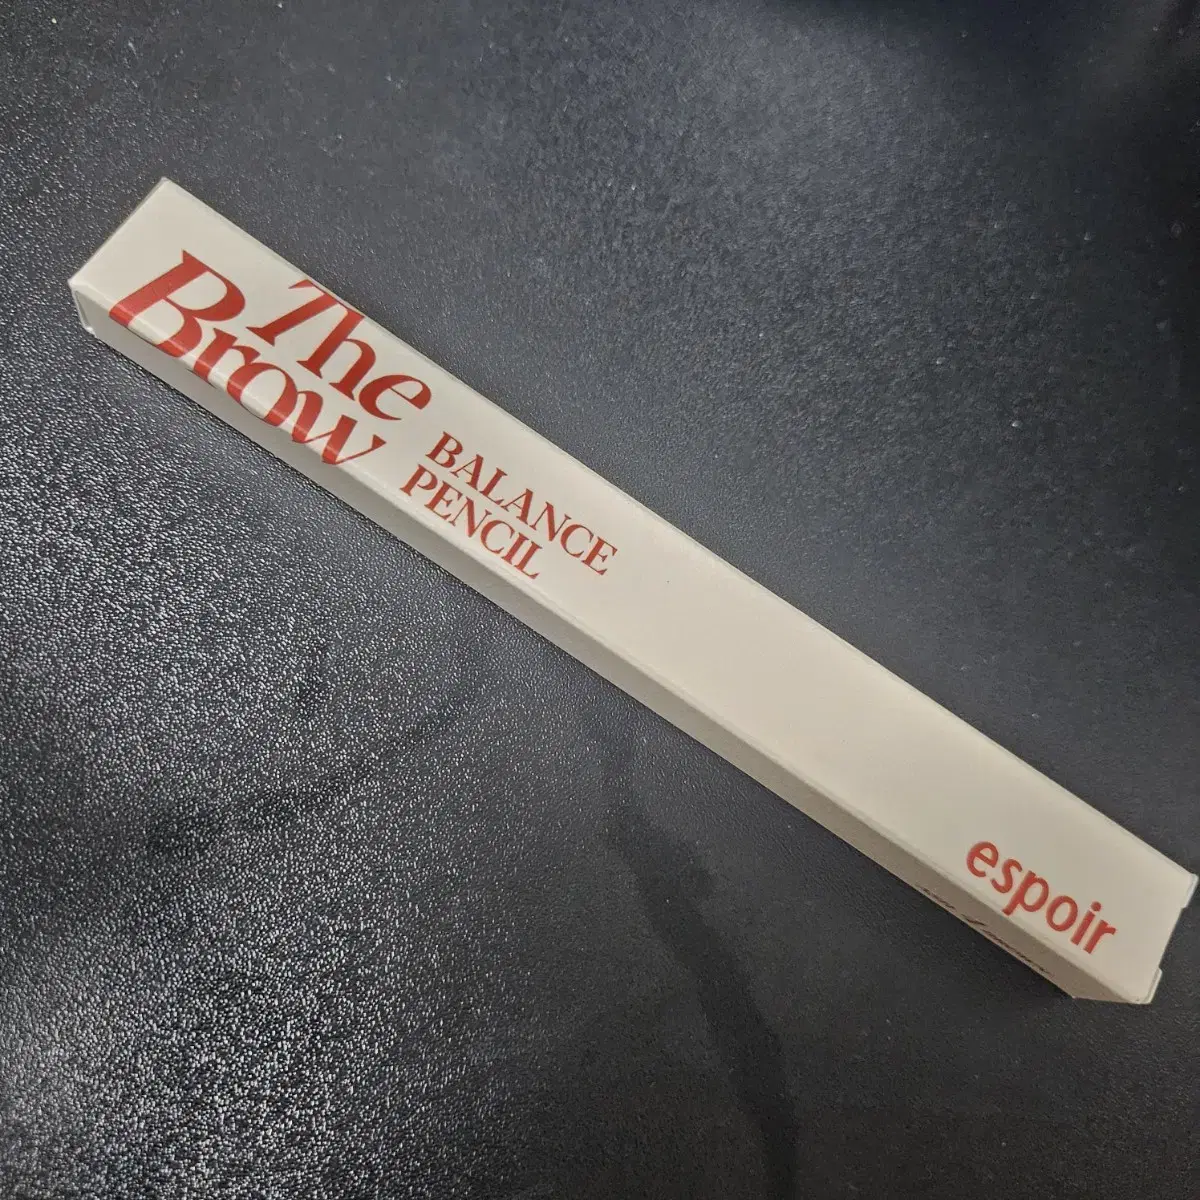 The
Brow
BALANCE
PENCIL
espoir